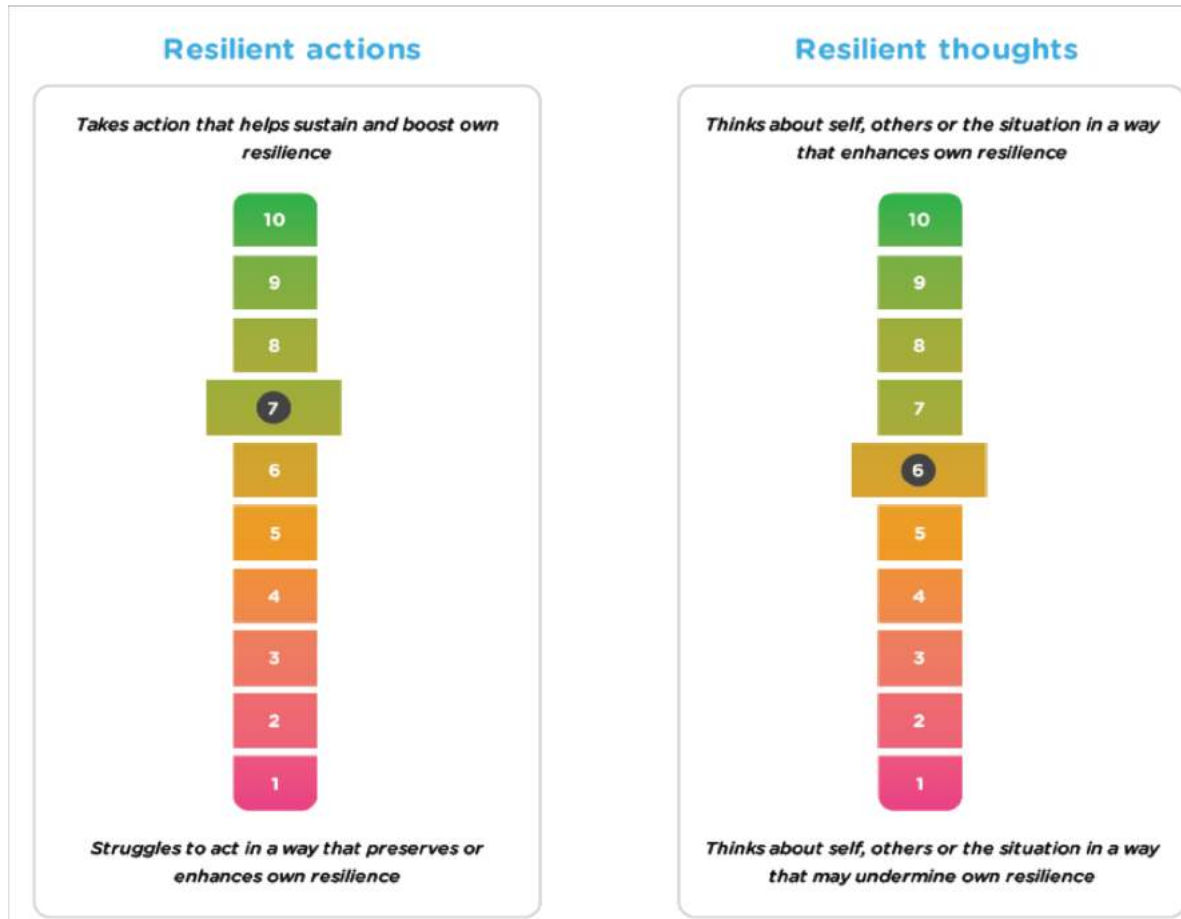 Resilient actions
Takes action that helps sustain and boost own
resilience
10
9
8
7
6
5
4
3
2
1
Struggles to act in a way that preserves or
enhances own resilience
Resilient thoughts
Thinks about self, others or the situation in a way
that enhances own resilience
10
9
8
7
6
5
4
3
2
1
Thinks about self, others or the situation in a way
that may undermine own resilience